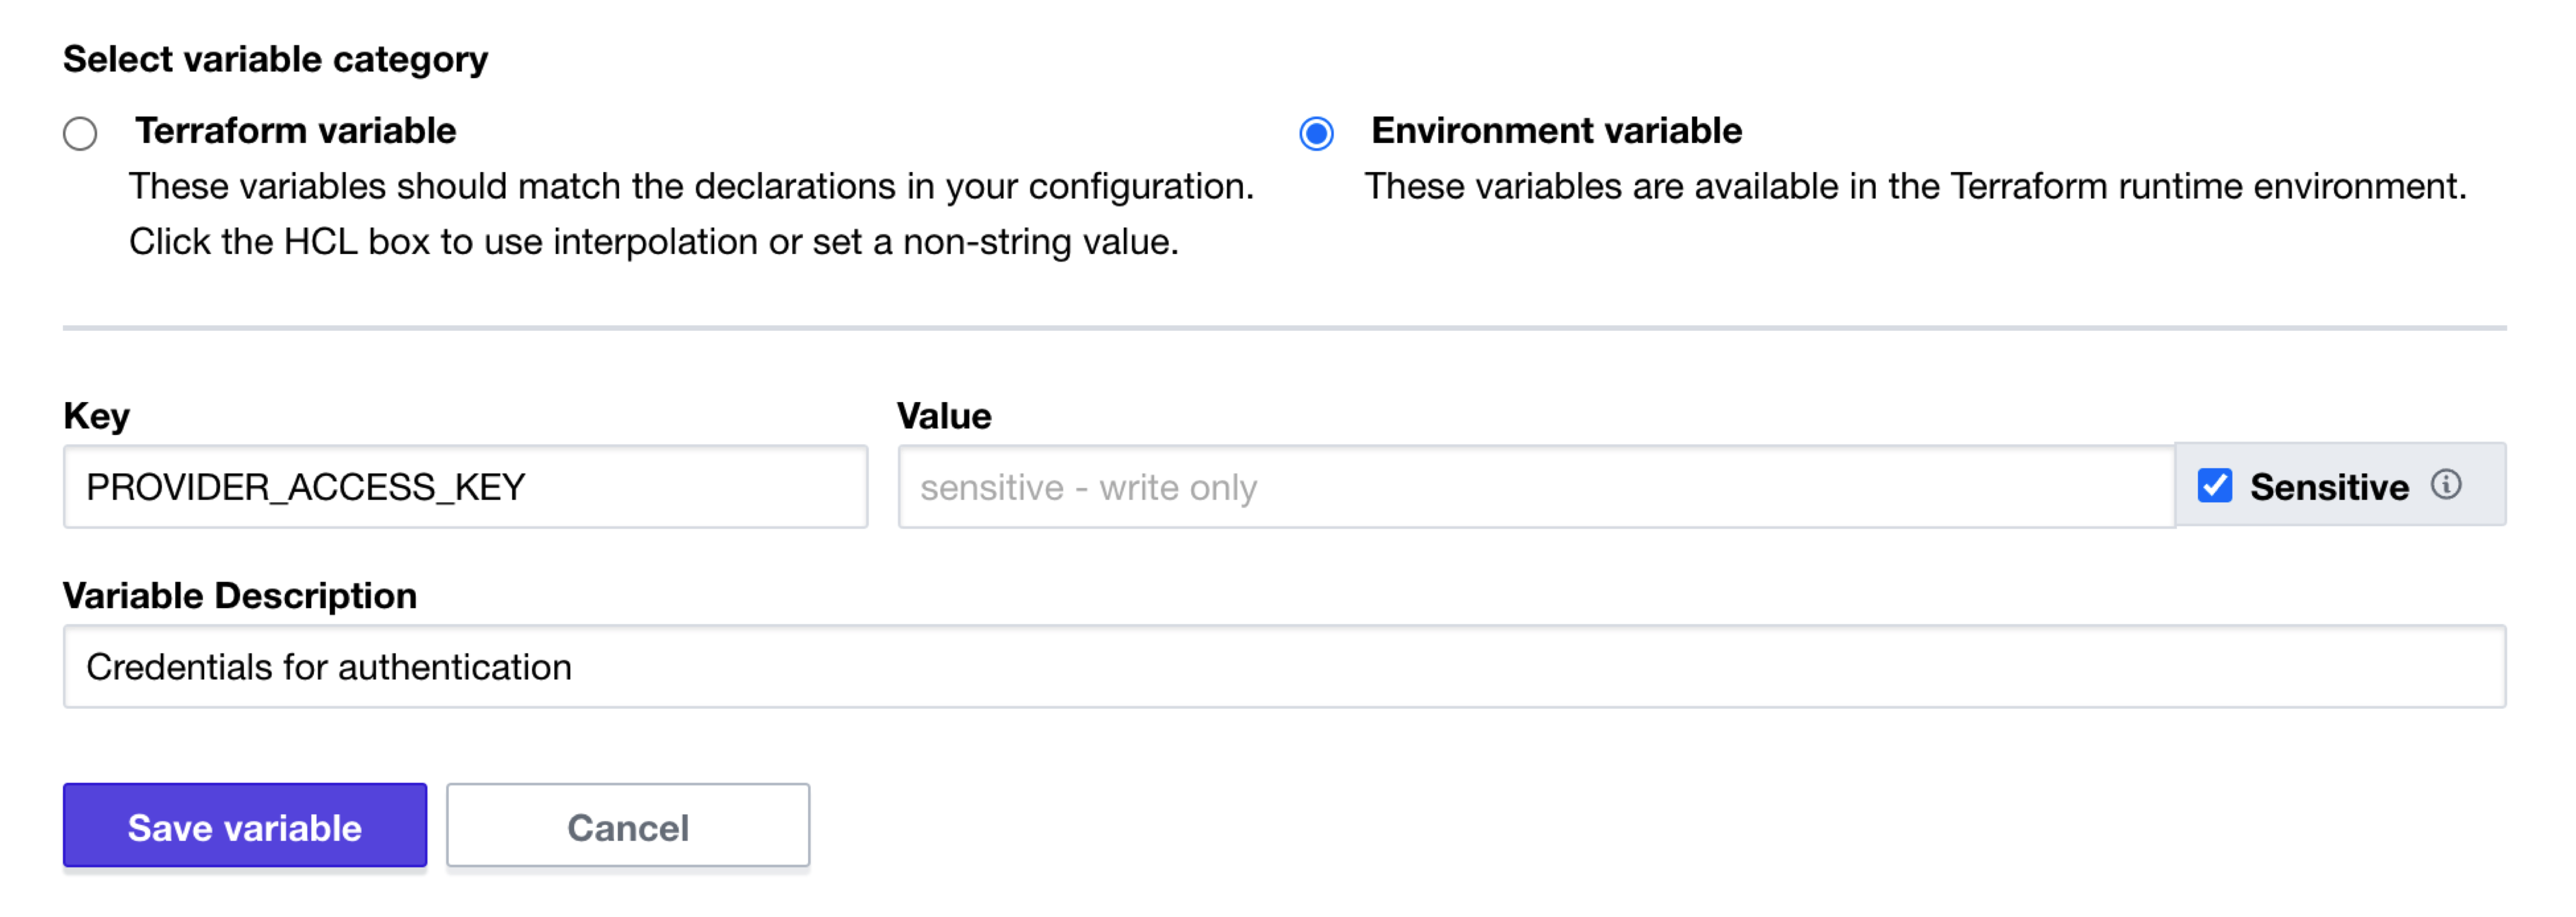 Select variable category
Terraform variable
These variables should match the declarations in your configuration.
Click the HCL box to use interpolation or set a non-string value.
Environment variable
These variables are available in the Terraform runtime environment.
Key
PROVIDER_ACCESS_KEY
Value
sensitive - write only
Sensitive
Variable Description
Credentials for authentication
Save variable
Cancel